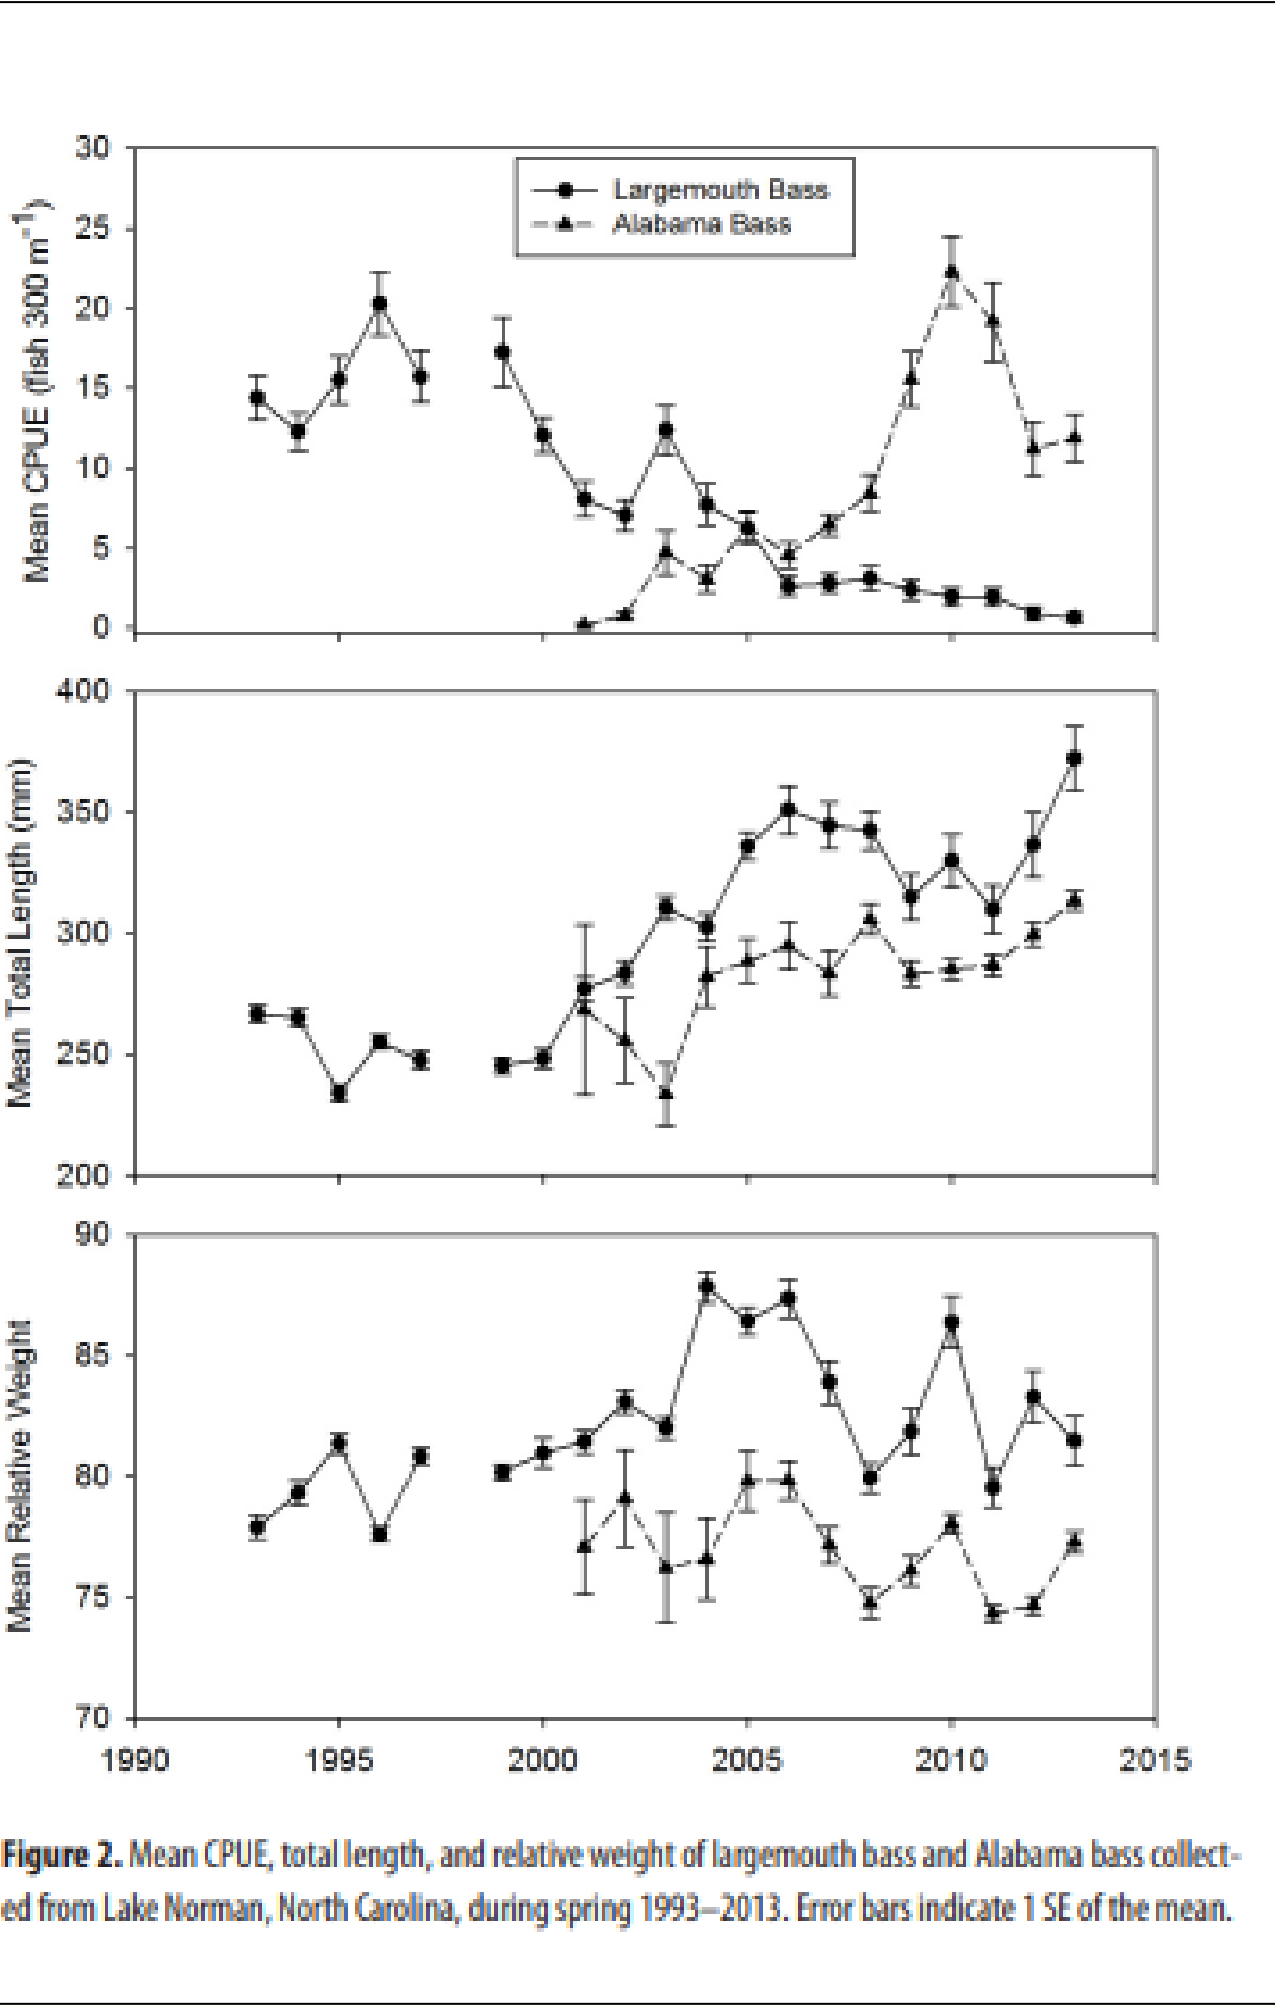 30
25
20
15
10
5
0
Mean CPUE (fish 300 m⁻¹)
Largemouth Bass
Alabama Bass
400
350
300
250
200
Mean Total Length (mm)
90
85
80
75
70
Mean Relative Weight
1990 1995 2000 2005 2010 2015
Figure 2. Mean CPUE, total length, and relative weight of largemouth bass and Alabama bass collect-
ed from Lake Norman, North Carolina, during spring 1993–2013. Error bars indicate 1 SE of the mean.